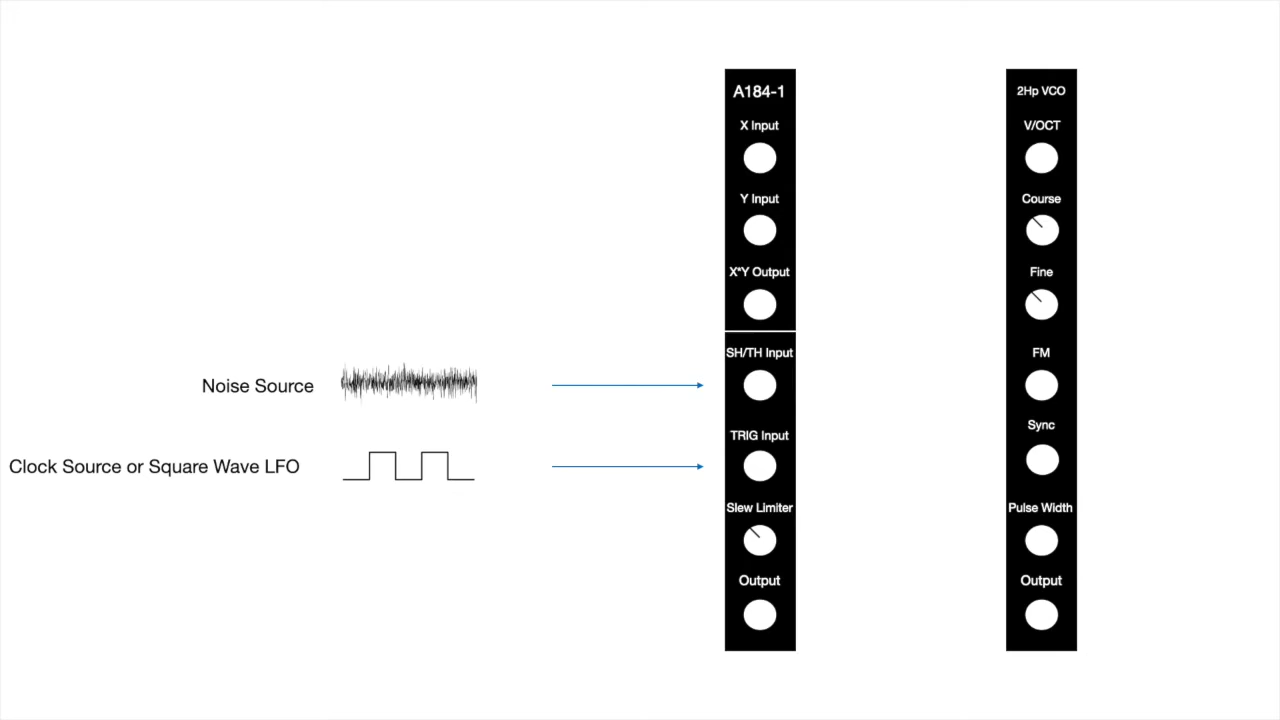 Noise Source
Clock Source or Square Wave LFO
A184-1
X Input
Y Input
X*Y Output
SH/TH Input
TRIG Input
Slew Limiter
Output
2Hp VCO
V/OCT
Course
Fine
FM
Sync
Pulse Width
Output